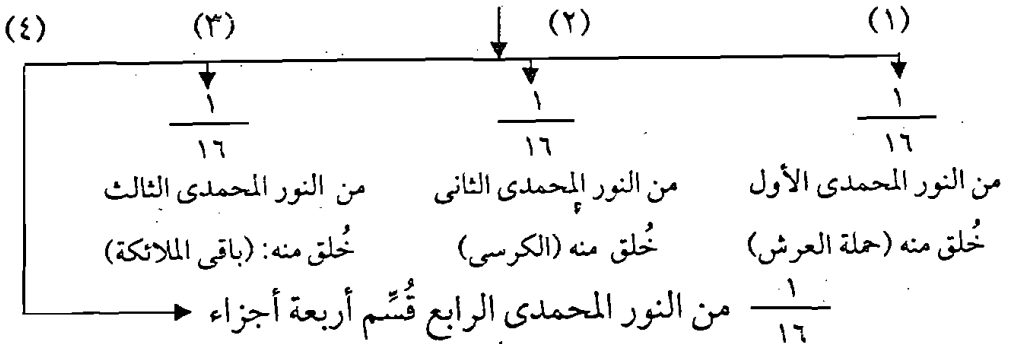 (١) (٢) (٣) (٤)
١ ١ ١
١٦ ١٦ ١٦
من النور المحمدى الأول من النور المحمدى الثانى من النور المحمدى الثالث
خُلق منه (حملة العرش) خُلق منه (الكرسى) خُلق منه: (باقى الملائكة)
١
١٦
من النور المحمدى الرابع قُسِّم أربعة أجزاء